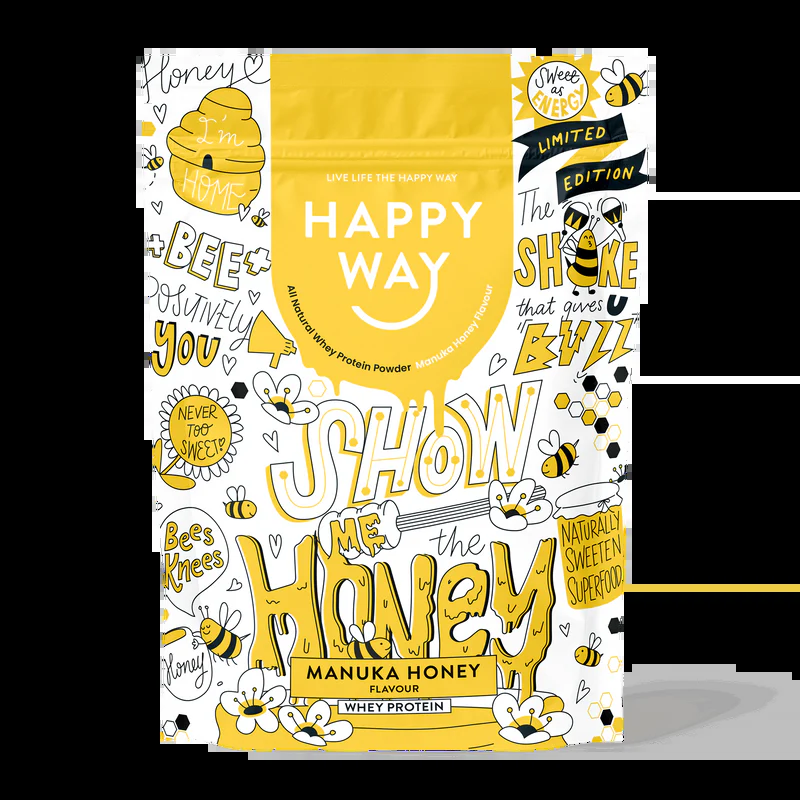 Honey
I'm
HOME
BEE
POSITIVELY
YOU
NEVER
TOO
SWEET!
Bees
Knees
Honey
LIVE LIFE THE HAPPY WAY
HAPPY
WAY
All Natural Whey Protein Powder Manuka Honey Flavour
SHOW
ME the
HONEY
MANUKA HONEY
FLAVOUR
WHEY PROTEIN
Sweet
as
ENERGY
LIMITED
EDITION
The
SHAKE
that gives U
"BUZZ"
NATURALLY
SWEETEN
SUPERFOOD